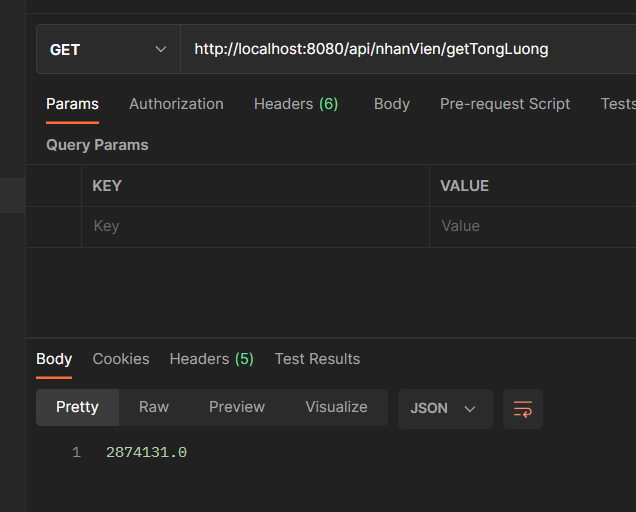 GET http://localhost:8080/api/nhanVien/getTongLuong
Params Authorization Headers (6) Body Pre-request Script Tests
Query Params
KEY VALUE
Key Value
Body Cookies Headers (5) Test Results
Pretty Raw Preview Visualize JSON
1 2874131.0